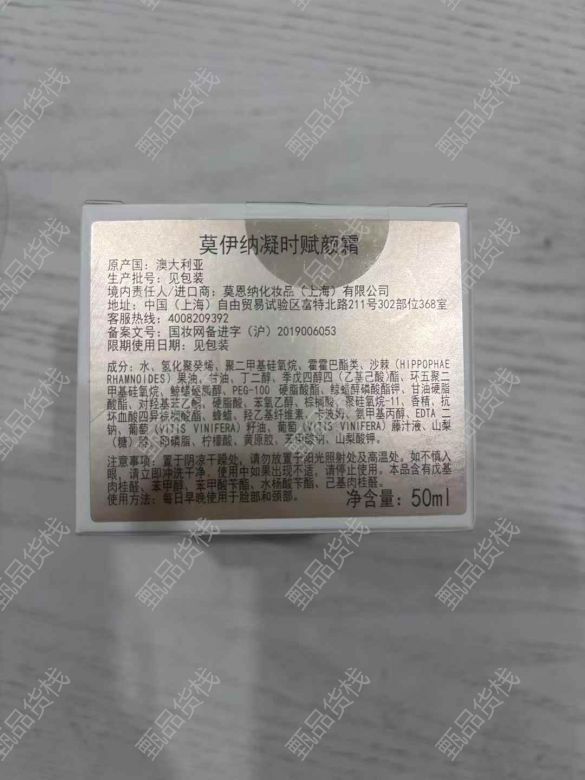 莫伊纳凝时赋颜霜
原产国：澳大利亚
生产批号：见包装
境内责任人/进口商：莫恩纳化妆品（上海）有限公司
地址：中国（上海）自由贸易试验区富特北路211号302部位368室
客服热线：4008209392
备案文号：国妆网备进字（沪）2019006053
限期使用日期：见包装
成分：水、氢化聚癸烯、聚二甲基硅氧烷、霍霍巴酯类、沙棘（HIPPOPHAE
RHAMNOIDES）果油、甘油、丁二醇、季戊四醇四（乙基己酸）酯、环五聚二
甲基硅氧烷、鲸蜡硬脂醇、PEG-100 硬脂酸酯、鲸蜡醇磷酸酯钾、甘油硬脂
酸酯、对羟基苯乙酮、硬脂酸、苯氧乙醇、棕榈酸、聚硅氧烷-11、香精、抗
坏血酸四异棕榈酸酯、蜂蜡、羟乙基纤维素、卡波姆、氨甲基丙醇、EDTA 二
钠、葡萄（VITIS VINIFERA）籽油、葡萄（VITIS VINIFERA）藤汁液、山梨
（糖）醇、卵磷脂、柠檬酸、黄原胶、苯甲酸钠、山梨酸钾。
注意事项：置于阴凉干燥处、请勿放置于阳光照射处及高温处。如不慎入
眼，请立即冲洗干净。使用中如果出现不适，请停止使用。本品含有戊基
肉桂醛、苯甲醇、苯甲酸苄酯、水杨酸苄酯、己基肉桂醛。
使用方法：每日早晚使用于脸部和颈部。
净含量：50ml
甄品货栈